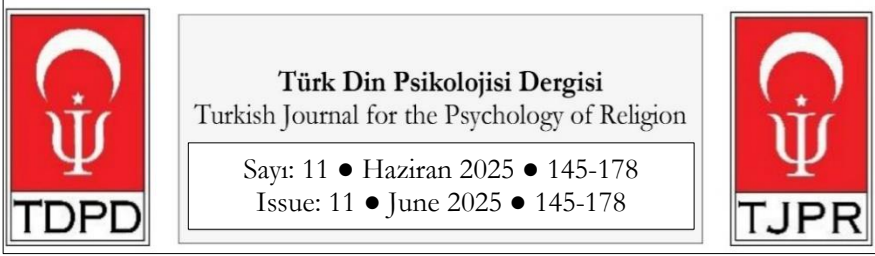 TDPD
Türk Din Psikolojisi Dergisi
Turkish Journal for the Psychology of Religion
Sayı: 11 ● Haziran 2025 ● 145-178
Issue: 11 ● June 2025 ● 145-178
TJPR